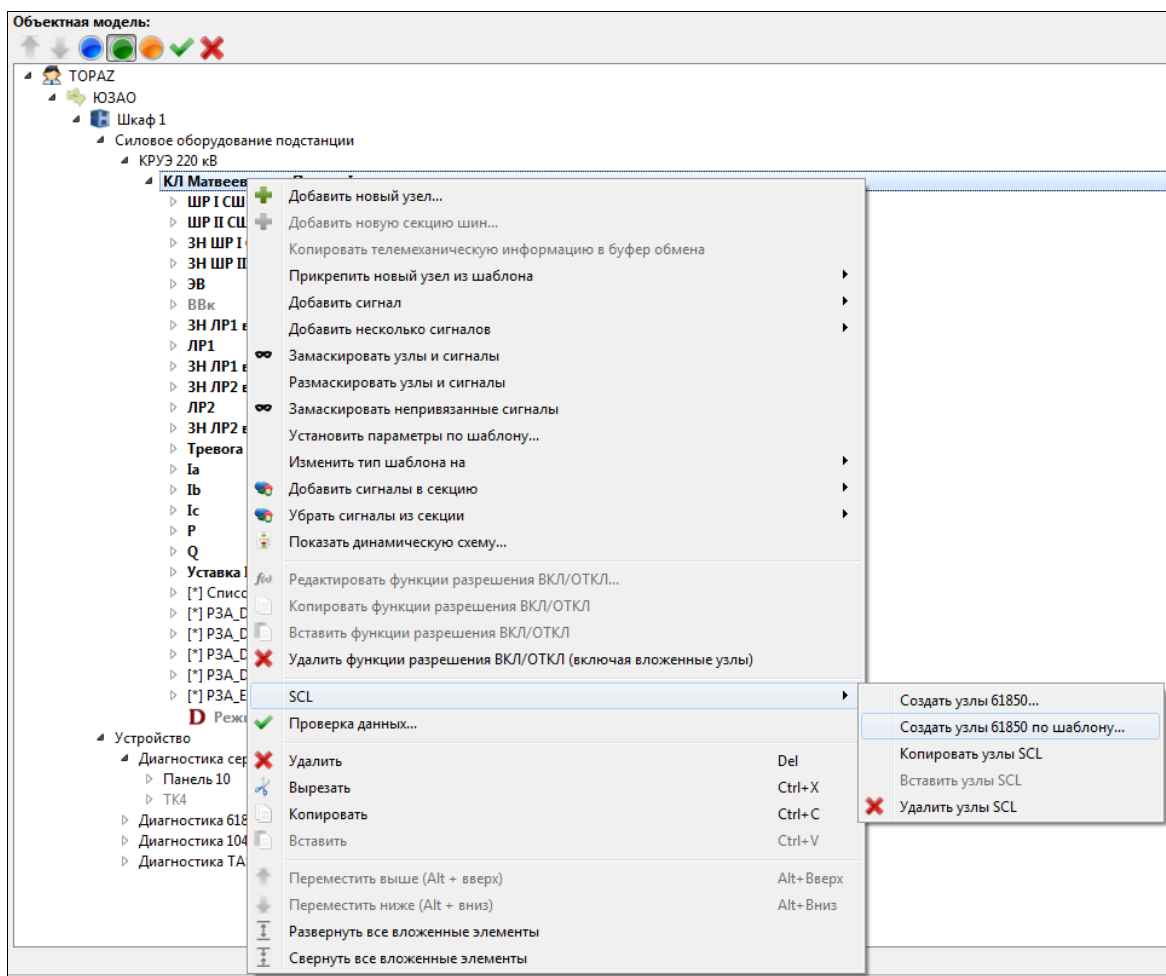 Объектная модель:
TOPAZ
ЮЗАО
Шкаф 1
Силовое оборудование подстанции
КРУЭ 220 кВ
КЛ Матвеев
ШР I СШ
ШР II СШ
ЗН ШР I
ЗН ШР II
ЭВ
ВВк
ЗН ЛР1 в
ЛР1
ЗН ЛР1 в
ЗН ЛР2 в
ЛР2
ЗН ЛР2 в
Тревога
Ia
Ib
Ic
P
Q
Уставка
[*] Списо
[*] РЗА_D
[*] РЗА_D
[*] РЗА_D
[*] РЗА_D
[*] РЗА_E
D Режи
Устройство
Диагностика сер
Панель 10
ТК4
Диагностика 618
Диагностика 104
Диагностика ТА
Добавить новый узел...
Добавить новую секцию шин...
Копировать телемеханическую информацию в буфер обмена
Прикрепить новый узел из шаблона
Добавить сигнал
Добавить несколько сигналов
Замаскировать узлы и сигналы
Размаскировать узлы и сигналы
Замаскировать непривязанные сигналы
Установить параметры по шаблону...
Изменить тип шаблона на
Добавить сигналы в секцию
Убрать сигналы из секции
Показать динамическую схему...
f(x) Редактировать функции разрешения ВКЛ/ОТКЛ...
Копировать функции разрешения ВКЛ/ОТКЛ
Вставить функции разрешения ВКЛ/ОТКЛ
Удалить функции разрешения ВКЛ/ОТКЛ (включая вложенные узлы)
SCL
Проверка данных...
Удалить Del
Вырезать Ctrl+X
Копировать Ctrl+C
Вставить Ctrl+V
Переместить выше (Alt + вверх) Alt+Вверх
Переместить ниже (Alt + вниз) Alt+Вниз
Развернуть все вложенные элементы
Свернуть все вложенные элементы
Создать узлы 61850...
Создать узлы 61850 по шаблону...
Копировать узлы SCL
Вставить узлы SCL
Удалить узлы SCL